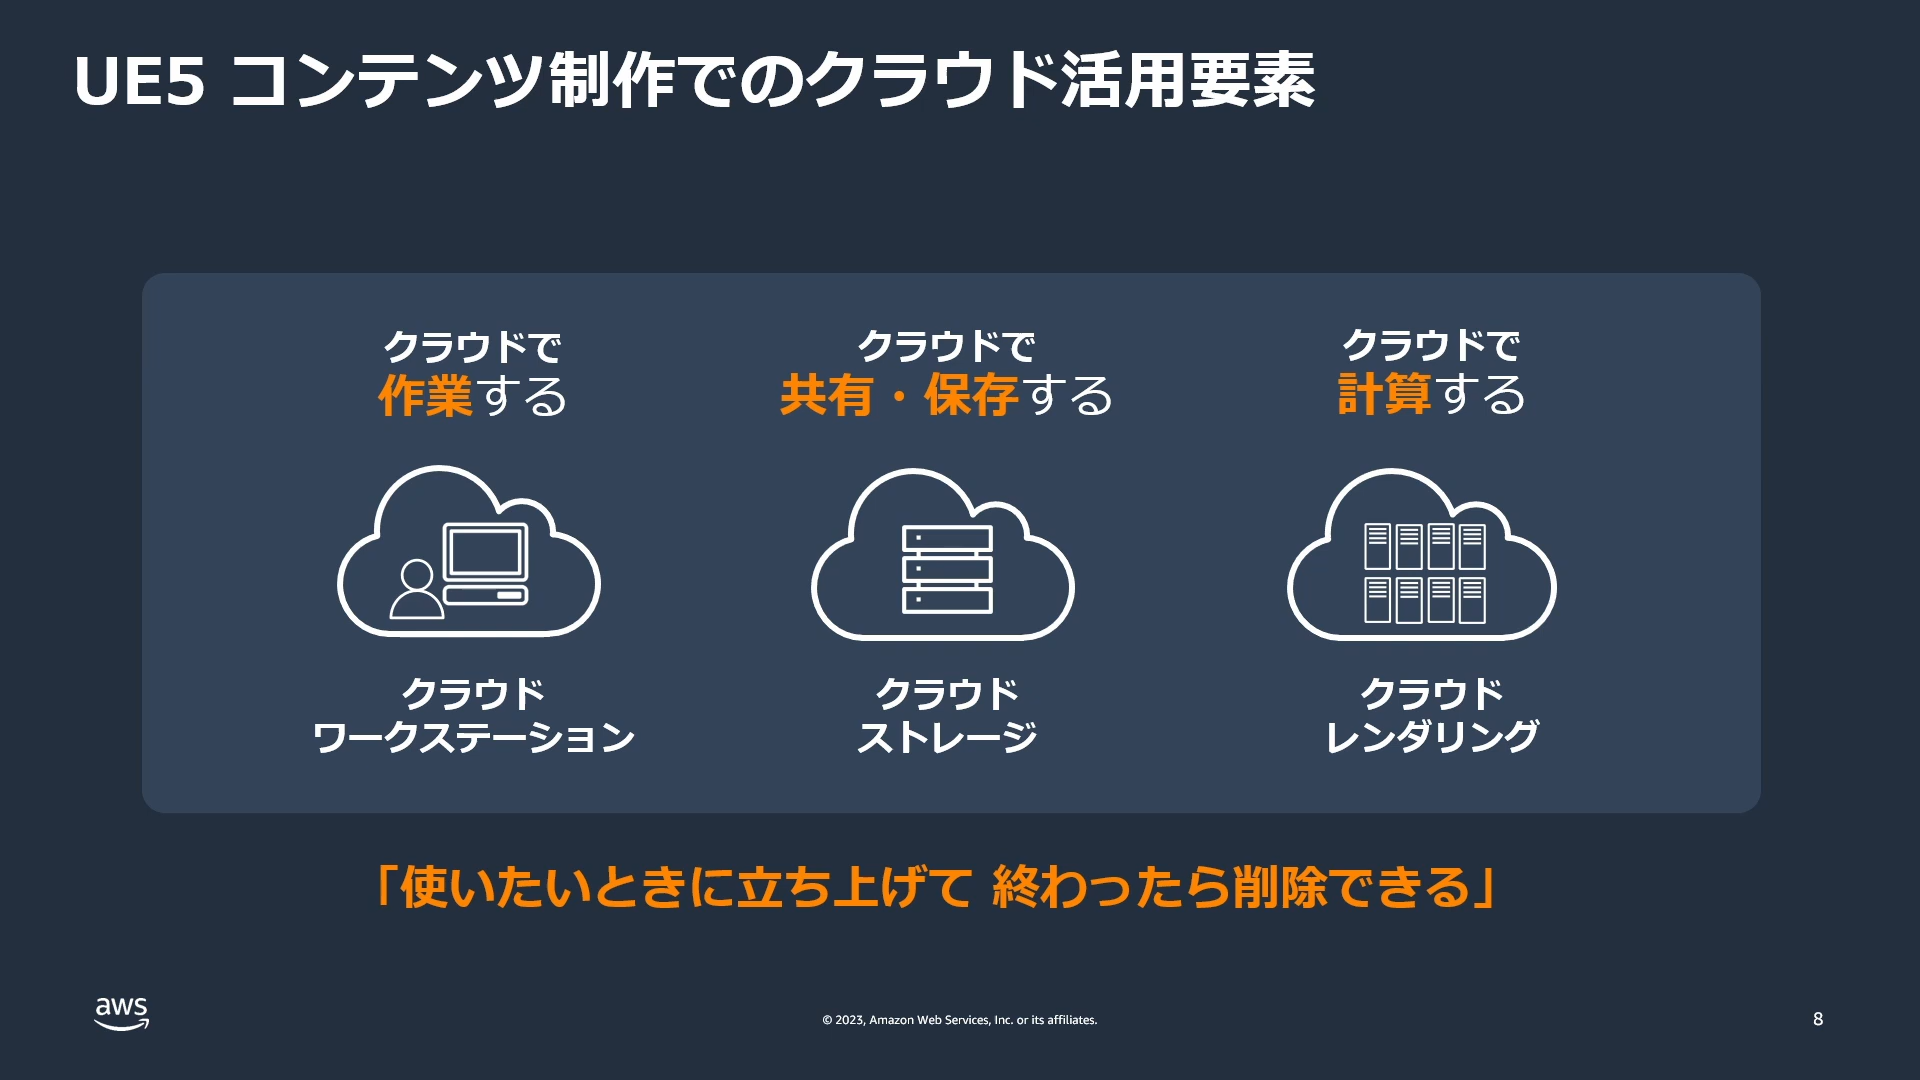 UE5 コンテンツ制作でのクラウド活用要素
クラウドで
作業する
クラウド
ワークステーション
クラウドで
共有・保存する
クラウド
ストレージ
クラウドで
計算する
クラウド
レンダリング
「使いたいときに立ち上げて 終わったら削除できる」
aws
© 2023, Amazon Web Services, Inc. or its affiliates.
8